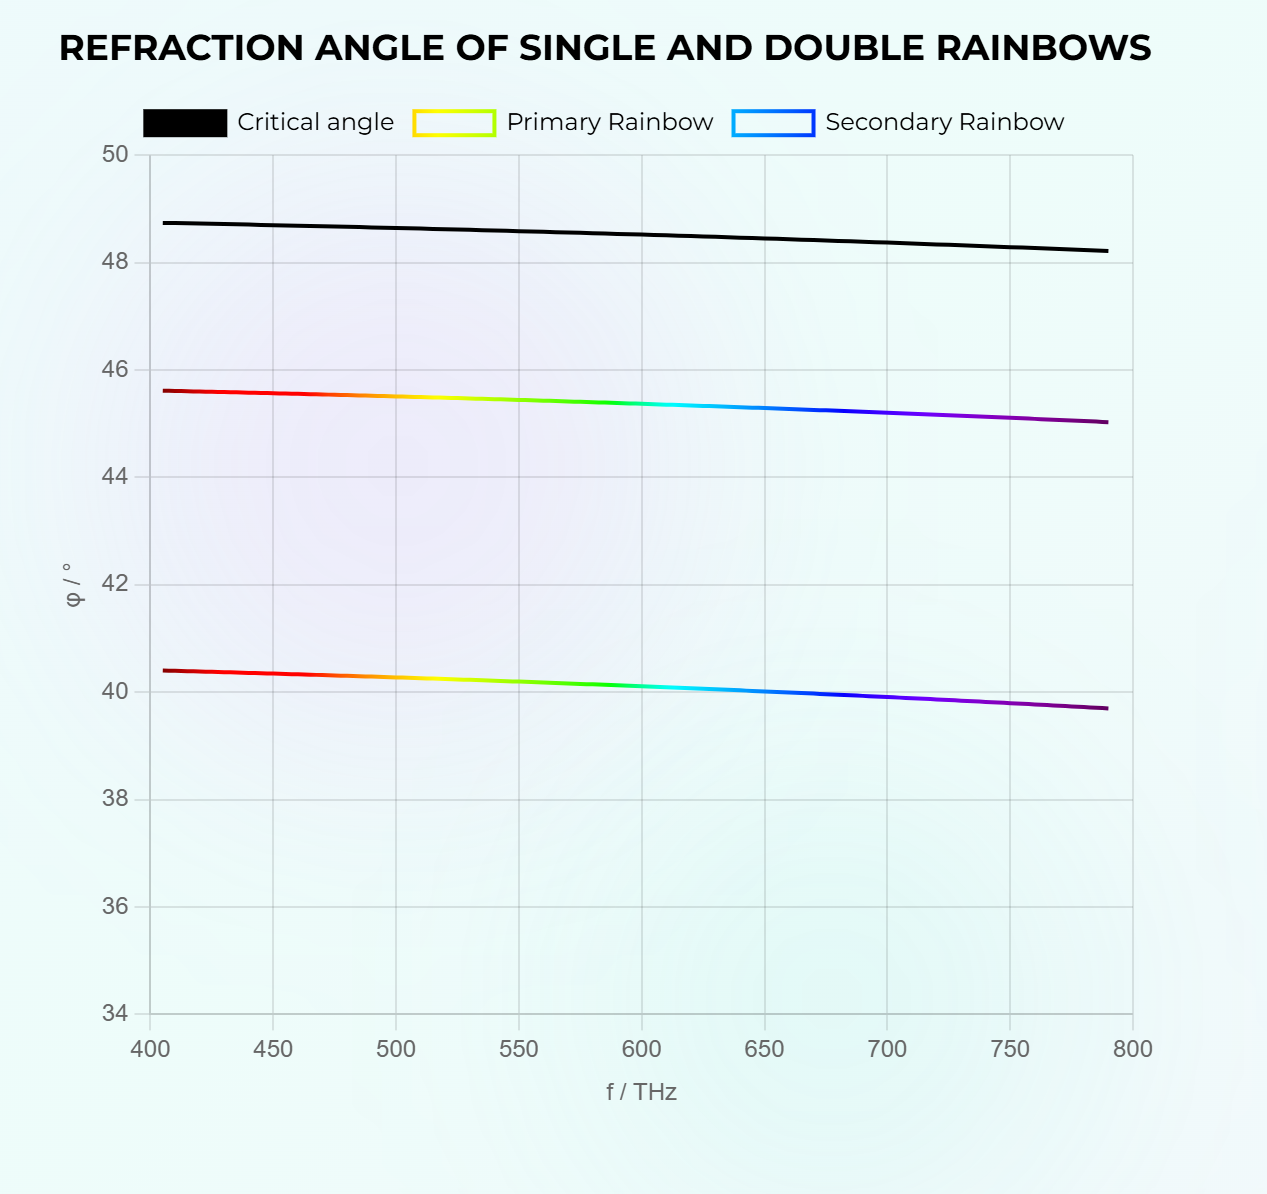 REFRACTION ANGLE OF SINGLE AND DOUBLE RAINBOWS
Critical angle Primary Rainbow Secondary Rainbow
50
48
46
44
42
φ / °
40
38
36
34
400 450 500 550 600 650 700 750 800
f / THz